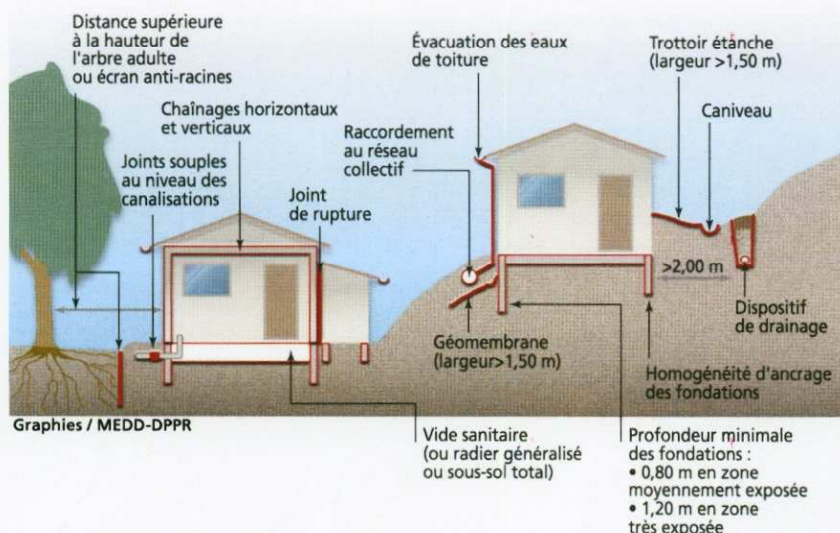 Distance supérieure
à la hauteur de
l'arbre adulte
ou écran anti-racines
Chaînages horizontaux
et verticaux
Joints souples
au niveau des
canalisations
Joint
de rupture
Évacuation des eaux
de toiture
Raccordement
au réseau
collectif
Trottoir étanche
(largeur >1,50 m)
Caniveau
>2,00 m
Dispositif
de drainage
Géomembrane
(largeur>1,50 m)
Homogénéité d'ancrage
des fondations
Graphies / MEDD-DPPR
Vide sanitaire
(ou radier généralisé
ou sous-sol total)
Profondeur minimale
des fondations :
• 0,80 m en zone
moyennement exposée
• 1,20 m en zone
très exposée